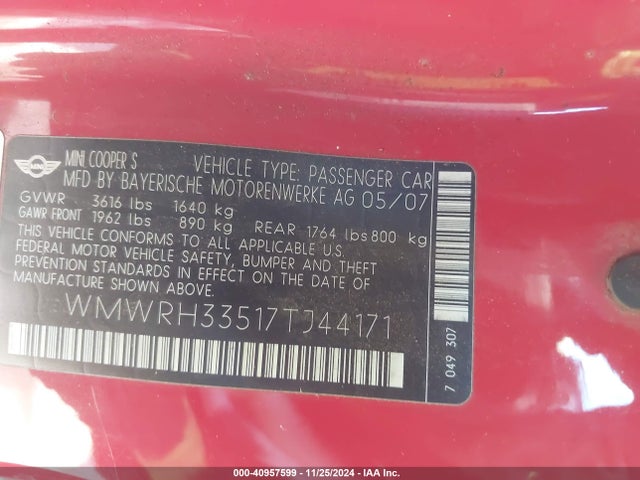 MINI
MINI COOPER S VEHICLE TYPE: PASSENGER CAR
MFD BY BAYERISCHE MOTORENWERKE AG 05/07
GVWR 3616 lbs 1640 kg
GAWR FRONT 1962 lbs 890 kg REAR 1764 lbs 800 kg
THIS VEHICLE CONFORMS TO ALL APPLICABLE U.S.
FEDERAL MOTOR VEHICLE SAFETY, BUMPER AND THEFT
PREVENTION STANDARDS IN EFFECT ON THE DATE OF
MANUFACTURE SHOWN ABOVE.
WMWRH33517TJ44171
7 049 307
000-40957599 - 11/25/2024 - IAA